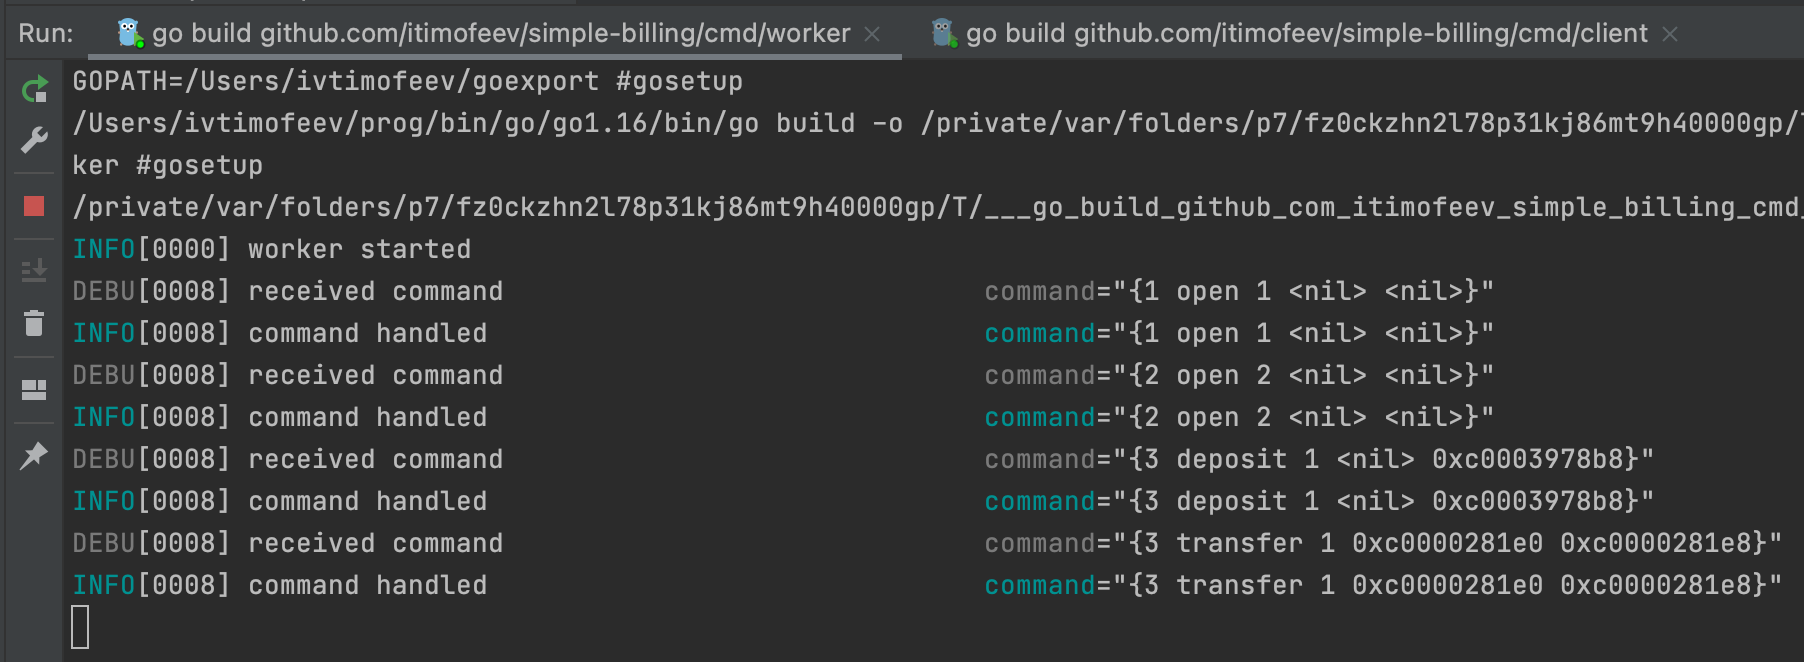 Run: go build github.com/itimofeev/simple-billing/cmd/worker × go build github.com/itimofeev/simple-billing/cmd/client ×
GOPATH=/Users/ivtimofeev/goexport #gosetup
/Users/ivtimofeev/prog/bin/go/go1.16/bin/go build -o /private/var/folders/p7/fz0ckzhn2l78p31kj86mt9h40000gp/
ker #gosetup
/private/var/folders/p7/fz0ckzhn2l78p31kj86mt9h40000gp/T/___go_build_github_com_itimofeev_simple_billing_cmd_
INFO[0000] worker started
DEBU[0008] received command command="{1 open 1 <nil> <nil>}"
INFO[0008] command handled command="{1 open 1 <nil> <nil>}"
DEBU[0008] received command command="{2 open 2 <nil> <nil>}"
INFO[0008] command handled command="{2 open 2 <nil> <nil>}"
DEBU[0008] received command command="{3 deposit 1 <nil> 0xc0003978b8}"
INFO[0008] command handled command="{3 deposit 1 <nil> 0xc0003978b8}"
DEBU[0008] received command command="{3 transfer 1 0xc0000281e0 0xc0000281e8}"
INFO[0008] command handled command="{3 transfer 1 0xc0000281e0 0xc0000281e8}"